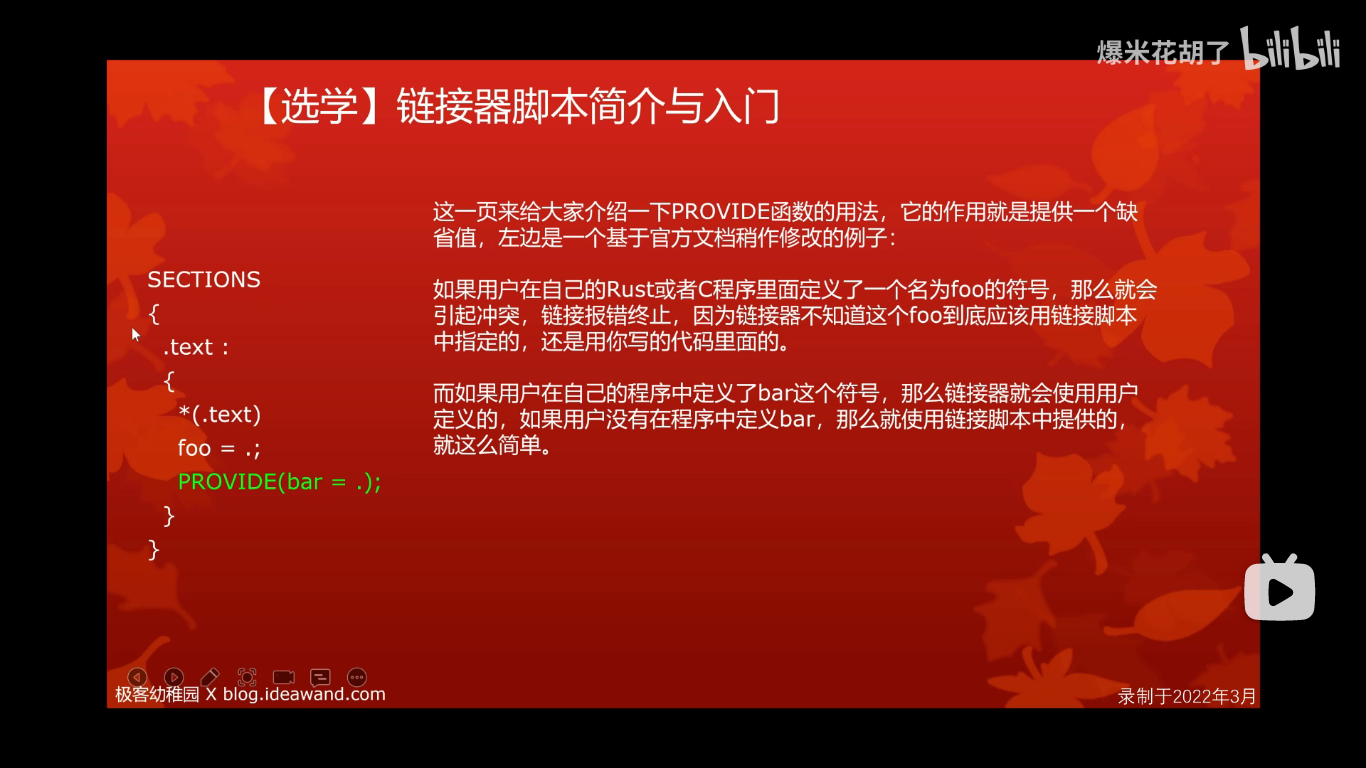 爆米花胡了 bilibili
【选学】链接器脚本简介与入门
SECTIONS
{
.text :
{
*(.text)
foo = .;
PROVIDE(bar = .);
}
}
这一页来给大家介绍一下PROVIDE函数的用法，它的作用就是提供一个缺
省值，左边是一个基于官方文档稍作修改的例子：
如果用户在自己的Rust或者C程序里面定义了一个名为foo的符号，那么就会
引起冲突，链接报错终止，因为链接器不知道这个foo到底应该用链接脚本
中指定的，还是用你写的代码里面的。
而如果用户在自己的程序中定义了bar这个符号，那么链接器就会使用用户
定义的，如果用户没有在程序中定义bar，那么就使用链接脚本中提供的，
就这么简单。
极客幼稚园 X blog.ideawand.com
录制于2022年3月